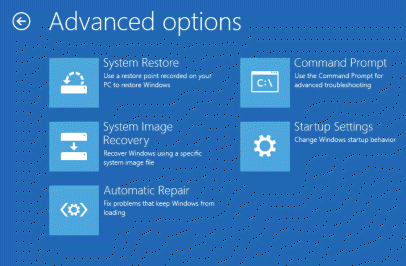 Advanced options
System Restore
Use a restore point recorded on your
PC to restore Windows
Command Prompt
Use the Command Prompt for
advanced troubleshooting
C:\
System Image
Recovery
Recover Windows using a specific
system image file
Startup Settings
Change Windows startup behavior
Automatic Repair
Fix problems that keep Windows from
loading